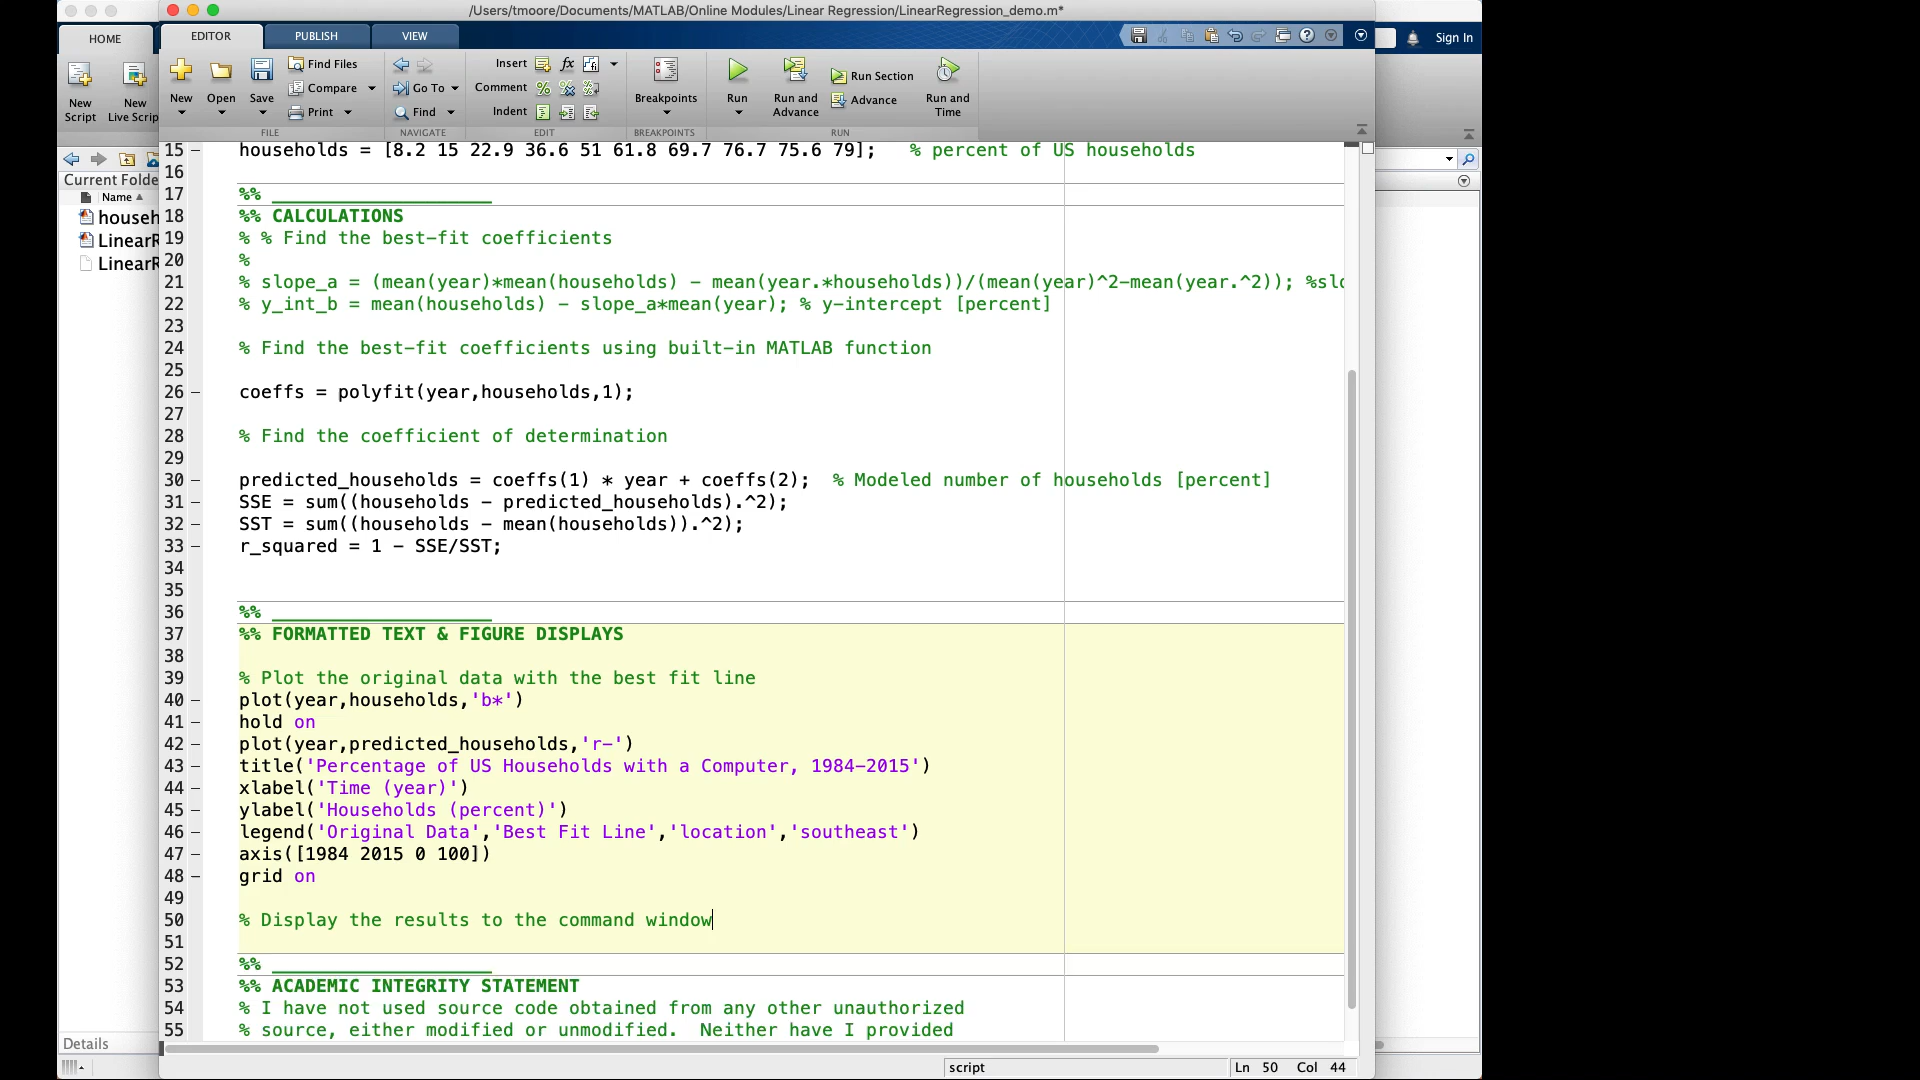 /Users/tmoore/Documents/MATLAB/Online Modules/Linear Regression/LinearRegression_demo.m*
HOME
EDITOR
PUBLISH
VIEW
Sign In
New
Script
New
Live Scrip
New
Open
Save
Find Files
Compare
Print
Go To
Find
Insert
fx
Comment
Indent
Breakpoints
Run
Run and
Advance
Run Section
Advance
Run and
Time
FILE
NAVIGATE
EDIT
BREAKPOINTS
RUN
Current Folde
Name
househ
LinearR
LinearR
Details
15 – households = [8.2 15 22.9 36.6 51 61.8 69.7 76.7 75.6 79]; % percent of US households
16
17 %% ____________________
18 %% CALCULATIONS
19 % % Find the best-fit coefficients
20 %
21 % slope_a = (mean(year)*mean(households) - mean(year.*households))/(mean(year)^2-mean(year.^2)); %slo
22 % y_int_b = mean(households) - slope_a*mean(year); % y-intercept [percent]
23
24 % Find the best-fit coefficients using built-in MATLAB function
25
26 – coeffs = polyfit(year,households,1);
27
28 % Find the coefficient of determination
29
30 – predicted_households = coeffs(1) * year + coeffs(2); % Modeled number of households [percent]
31 – SSE = sum((households - predicted_households).^2);
32 – SST = sum((households - mean(households)).^2);
33 – r_squared = 1 - SSE/SST;
34
35
36 %% ____________________
37 %% FORMATTED TEXT & FIGURE DISPLAYS
38
39 % Plot the original data with the best fit line
40 – plot(year,households,'b*')
41 – hold on
42 – plot(year,predicted_households,'r-')
43 – title('Percentage of US Households with a Computer, 1984-2015')
44 – xlabel('Time (year)')
45 – ylabel('Households (percent)')
46 – legend('Original Data','Best Fit Line','location','southeast')
47 – axis([1984 2015 0 100])
48 – grid on
49
50 % Display the results to the command window
51
52 %% ____________________
53 %% ACADEMIC INTEGRITY STATEMENT
54 % I have not used source code obtained from any other unauthorized
55 % source, either modified or unmodified. Neither have I provided
script
Ln 50 Col 44